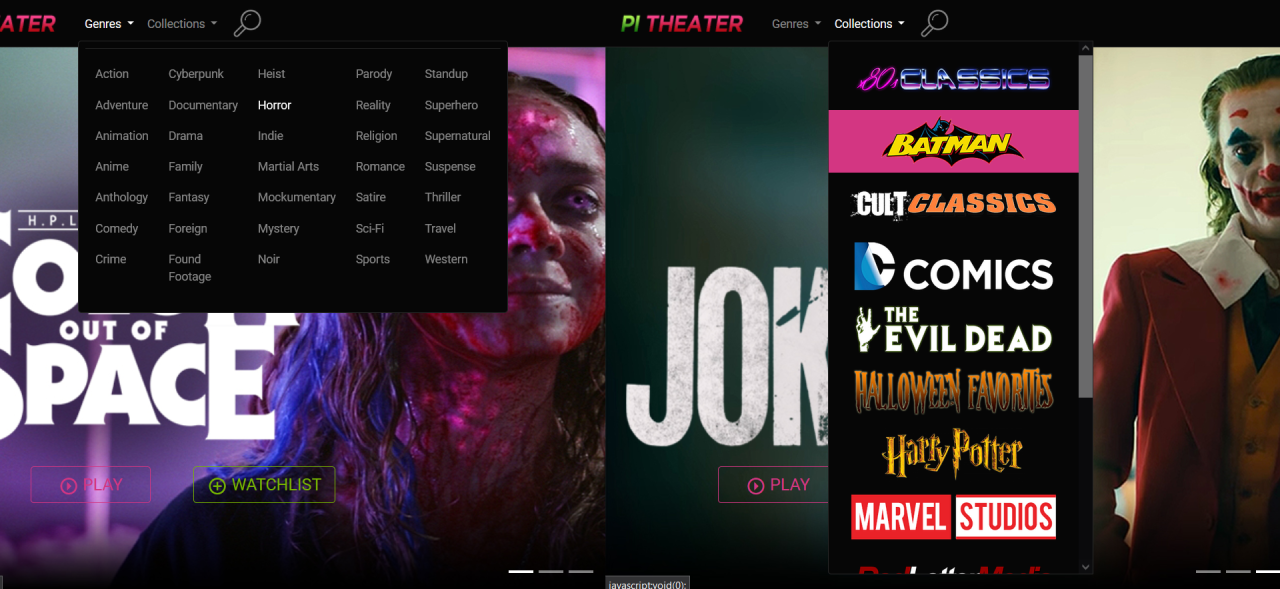 EATER
Genres
Collections
Action
Cyberpunk
Heist
Parody
Standup
Adventure
Documentary
Horror
Reality
Superhero
Animation
Drama
Indie
Religion
Supernatural
Anime
Family
Martial Arts
Romance
Suspense
Anthology
Fantasy
Mockumentary
Satire
Thriller
Comedy
Foreign
Mystery
Sci-Fi
Travel
Crime
Found
Footage
Noir
Sports
Western
H.P.L
OUT OF
SPACE
PLAY
WATCHLIST
PI THEATER
Genres
Collections
80s CLASSICS
BATMAN
CULT CLASSICS
DC COMICS
THE
EVIL DEAD
HALLOWEEN FAVORITES
Harry Potter
MARVEL STUDIOS
RedLetterMedia
JOK
PLAY
javascript:void(0);